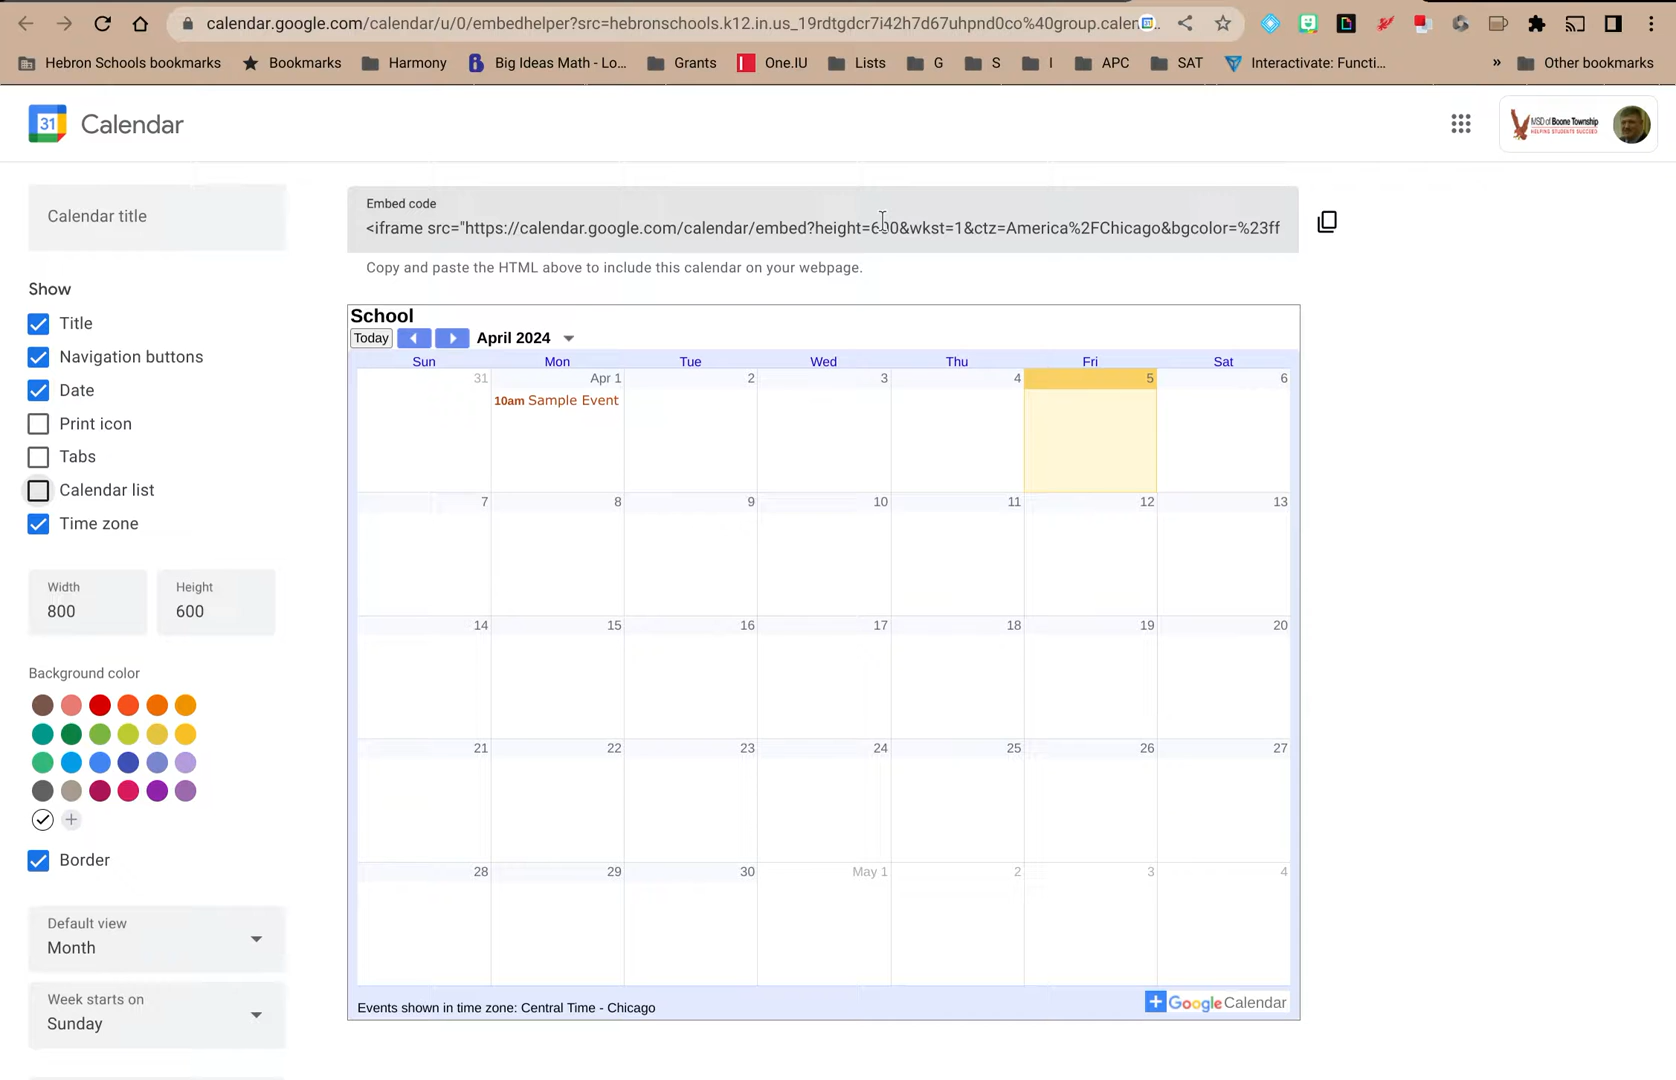 calendar.google.com/calendar/u/0/embedhelper?src=hebronschools.k12.in.us_19rdtgdcr7i42h7d67uhpnd0co%40group.calen...
Hebron Schools bookmarks Bookmarks Harmony Big Ideas Math - Lo... Grants One.IU Lists G S I APC SAT Interactivate: Functi... » Other bookmarks
31 Calendar
MSD of Boone Township
HELPING STUDENTS SUCCEED
Calendar title
Embed code
<iframe src="https://calendar.google.com/calendar/embed?height=600&wkst=1&ctz=America%2FChicago&bgcolor=%23ff
Copy and paste the HTML above to include this calendar on your webpage.
Show
Title
Navigation buttons
Date
Print icon
Tabs
Calendar list
Time zone
Width
800
Height
600
Background color
Border
Default view
Month
Week starts on
Sunday
School
Today April 2024
Sun Mon Tue Wed Thu Fri Sat
31 Apr 1 2 3 4 5 6
10am Sample Event
7 8 9 10 11 12 13
14 15 16 17 18 19 20
21 22 23 24 25 26 27
28 29 30 May 1 2 3 4
Events shown in time zone: Central Time - Chicago
Google Calendar